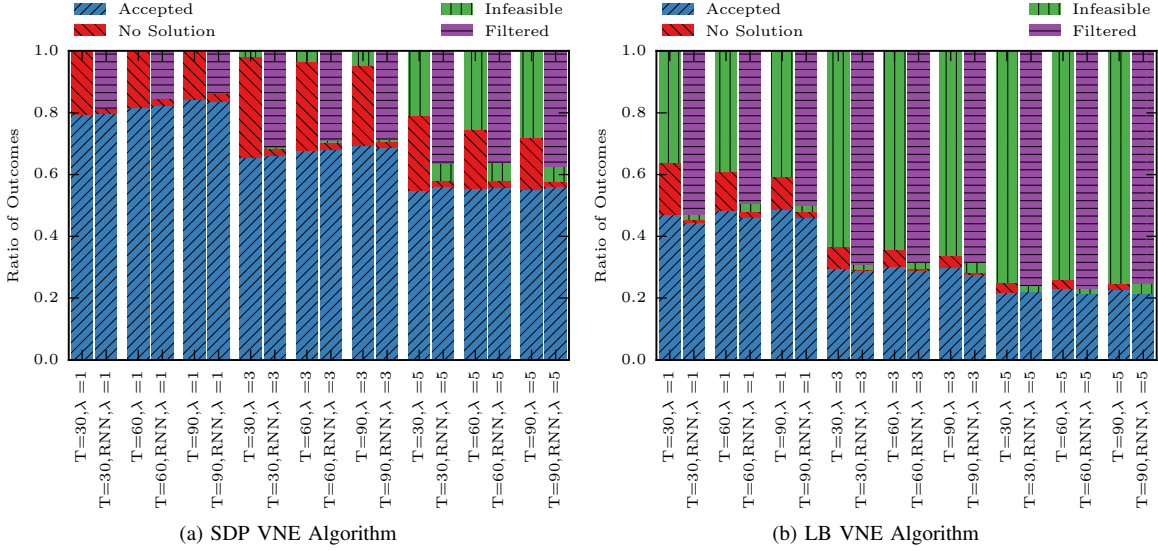 Accepted
No Solution
Infeasible
Filtered
1.0
0.8
0.6
0.4
0.2
0.0
Ratio of Outcomes
T=30,λ =1
T=30,RNN,λ =1
T=60,λ =1
T=60,RNN,λ =1
T=90,λ =1
T=90,RNN,λ =1
T=30,λ =3
T=30,RNN,λ =3
T=60,λ =3
T=60,RNN,λ =3
T=90,λ =3
T=90,RNN,λ =3
T=30,λ =5
T=30,RNN,λ =5
T=60,λ =5
T=60,RNN,λ =5
T=90,λ =5
T=90,RNN,λ =5
(a) SDP VNE Algorithm
Accepted
No Solution
Infeasible
Filtered
1.0
0.8
0.6
0.4
0.2
0.0
Ratio of Outcomes
T=30,λ =1
T=30,RNN,λ =1
T=60,λ =1
T=60,RNN,λ =1
T=90,λ =1
T=90,RNN,λ =1
T=30,λ =3
T=30,RNN,λ =3
T=60,λ =3
T=60,RNN,λ =3
T=90,λ =3
T=90,RNN,λ =3
T=30,λ =5
T=30,RNN,λ =5
T=60,λ =5
T=60,RNN,λ =5
T=90,λ =5
T=90,RNN,λ =5
(b) LB VNE Algorithm